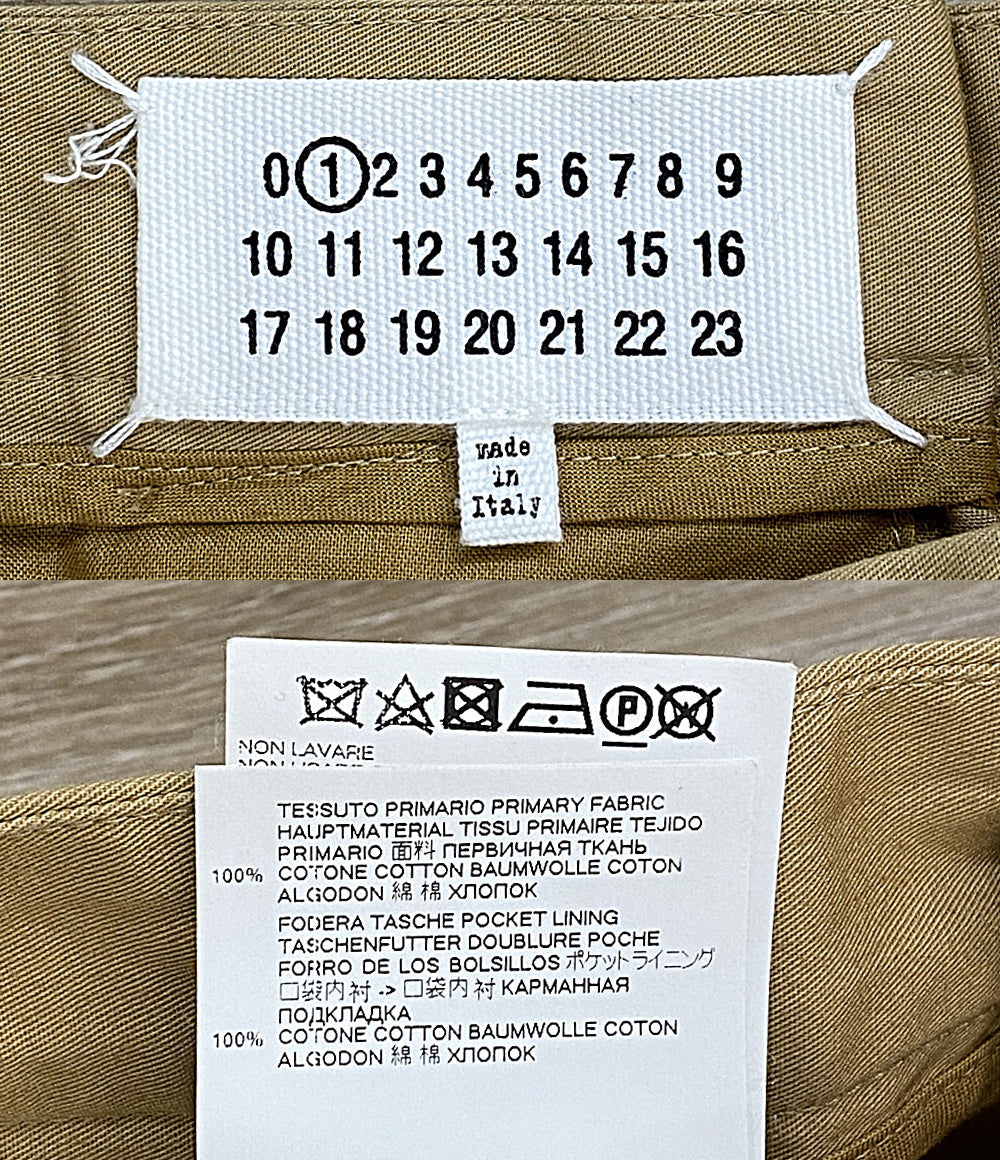 0 1 2 3 4 5 6 7 8 9
10 11 12 13 14 15 16
17 18 19 20 21 22 23
made
in
Italy
P
W
NON LAVARE
NON
TESSUTO PRIMARIO PRIMARY FABRIC
HAUPTMATERIAL TISSU PRIMAIRE TEJIDO
PRIMARIO 面料 ПЕРВИЧНАЯ ТКАНЬ
100% COTONE COTTON BAUMWOLLE COTON
ALGODON 綿 棉 ХЛОПОК
FODERA TASCHE POCKET LINING
TASCHENFUTTER DOUBLURE POCHE
FORRO DE LOS BOLSILLOS ポケットライニング
口袋内衬 -> 口袋内衬 КАРМАННАЯ
ПОДКЛАДКА
100% COTONE COTTON BAUMWOLLE COTON
ALGODON 綿 棉 ХЛОПОК